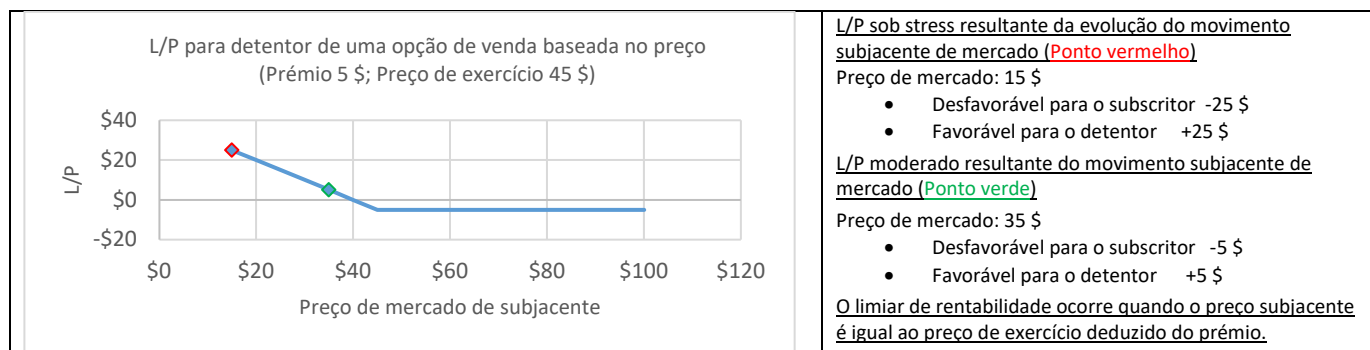 L/P para detentor de uma opção de venda baseada no preço
(Prémio 5 $; Preço de exercício 45 $)
$40
$20
$0
-$20
L/P
$0 $20 $40 $60 $80 $100 $120
Preço de mercado de subjacente
L/P sob stress resultante da evolução do movimento
subjacente de mercado (Ponto vermelho)
Preço de mercado: 15 $
• Desfavorável para o subscritor -25 $
• Favorável para o detentor +25 $
L/P moderado resultante do movimento subjacente de
mercado (Ponto verde)
Preço de mercado: 35 $
• Desfavorável para o subscritor -5 $
• Favorável para o detentor +5 $
O limiar de rentabilidade ocorre quando o preço subjacente
é igual ao preço de exercício deduzido do prémio.